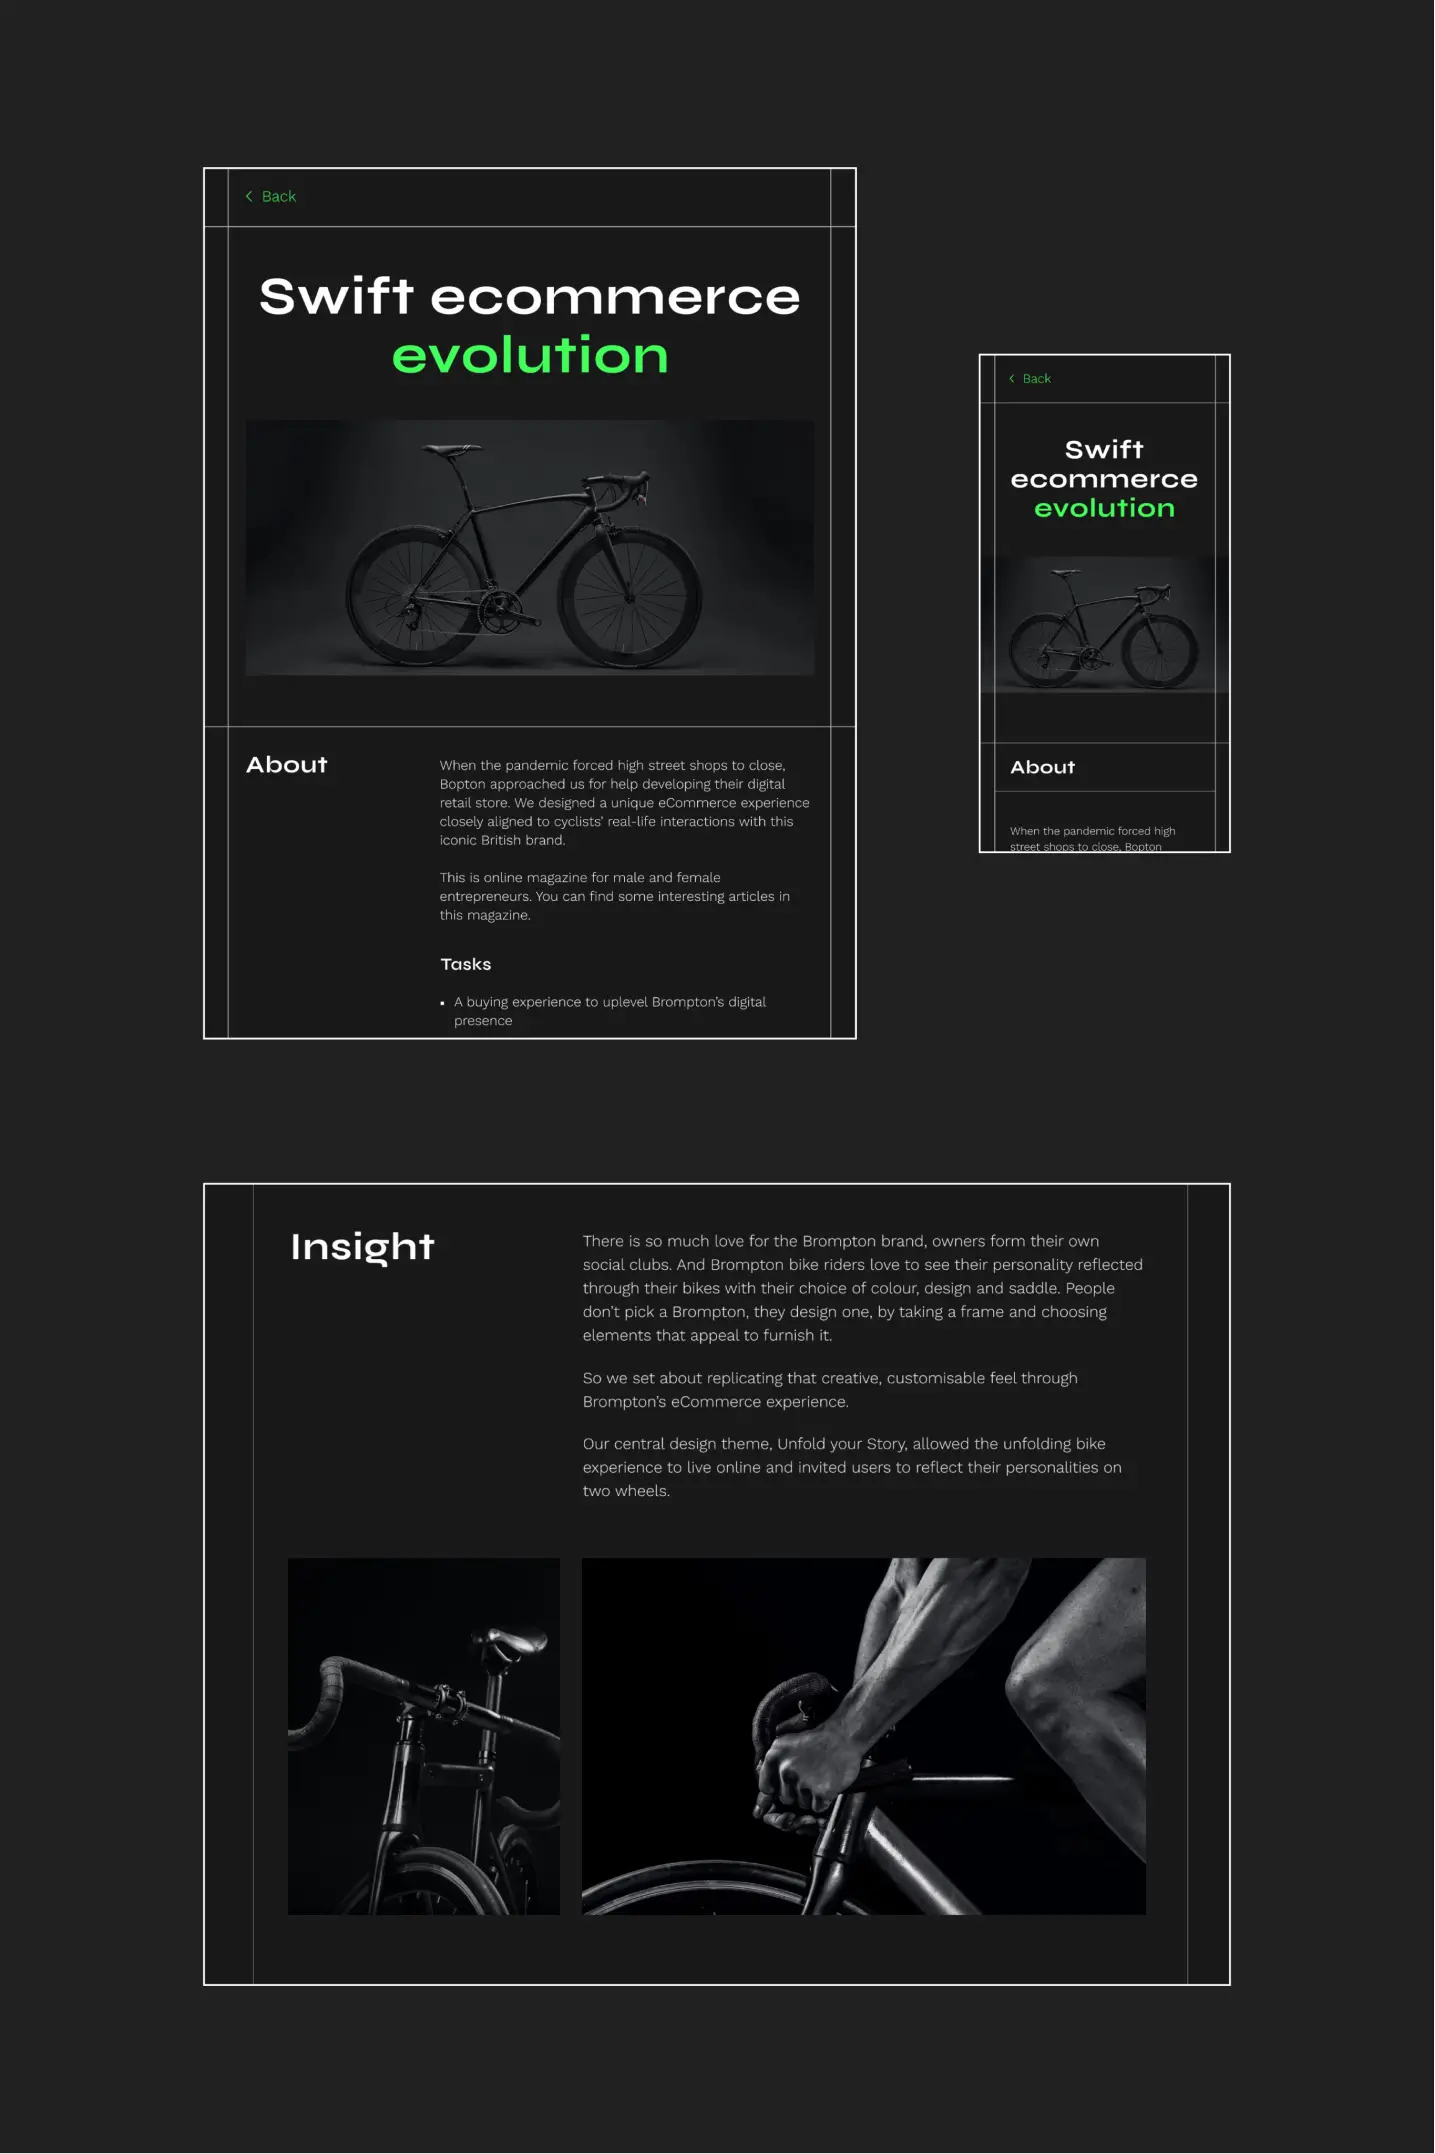 Back
Swift ecommerce
evolution
About
When the pandemic forced high street shops to close,
Bopton approached us for help developing their digital
retail store. We designed a unique eCommerce experience
closely aligned to cyclists' real-life interactions with this
iconic British brand.
This is online magazine for male and female
entrepreneurs. You can find some interesting articles in
this magazine.
Tasks
▪ A buying experience to uplevel Brompton's digital
presence
Back
Swift
ecommerce
evolution
About
When the pandemic forced high
street shops to close, Bopton
Insight
There is so much love for the Brompton brand, owners form their own
social clubs. And Brompton bike riders love to see their personality reflected
through their bikes with their choice of colour, design and saddle. People
don't pick a Brompton, they design one, by taking a frame and choosing
elements that appeal to furnish it.
So we set about replicating that creative, customisable feel through
Brompton's eCommerce experience.
Our central design theme, Unfold your Story, allowed the unfolding bike
experience to live online and invited users to reflect their personalities on
two wheels.